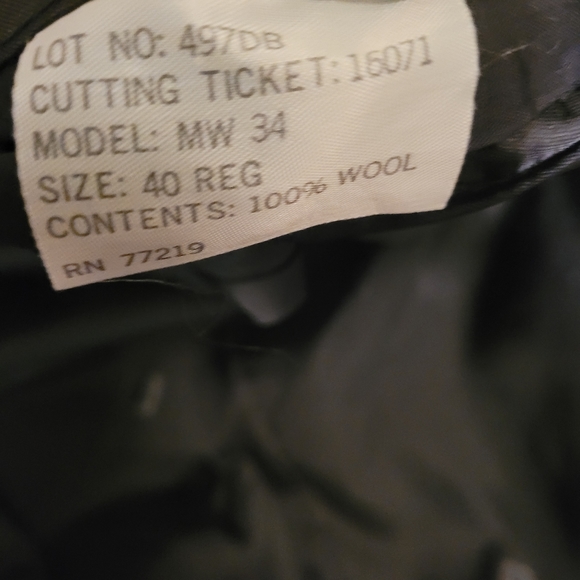 LOT NO: 497DB
CUTTING TICKET: 16071
MODEL: MW 34
SIZE: 40 REG
CONTENTS: 100% WOOL
RN 77219